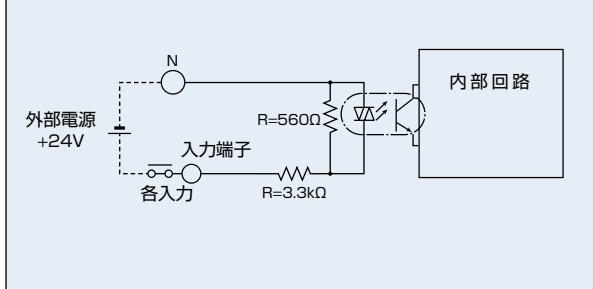 N
内部回路
外部電源
+24V
R=560Ω
入力端子
各入力
R=3.3kΩ